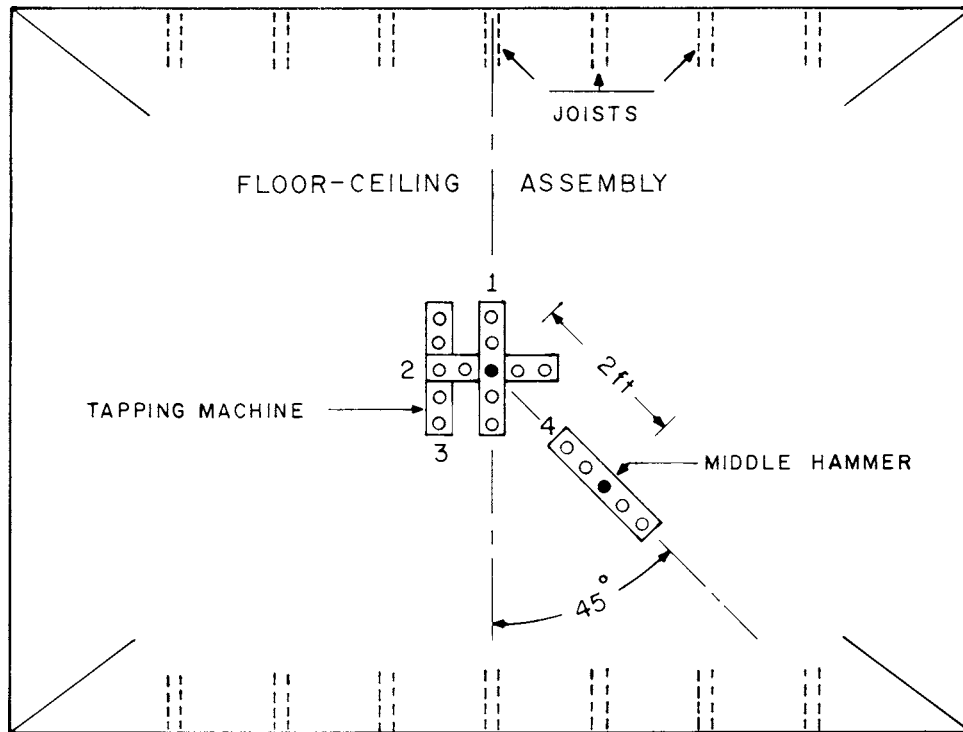 JOISTS
FLOOR-CEILING ASSEMBLY
1
2
2 ft
TAPPING MACHINE
3
4
MIDDLE HAMMER
45°